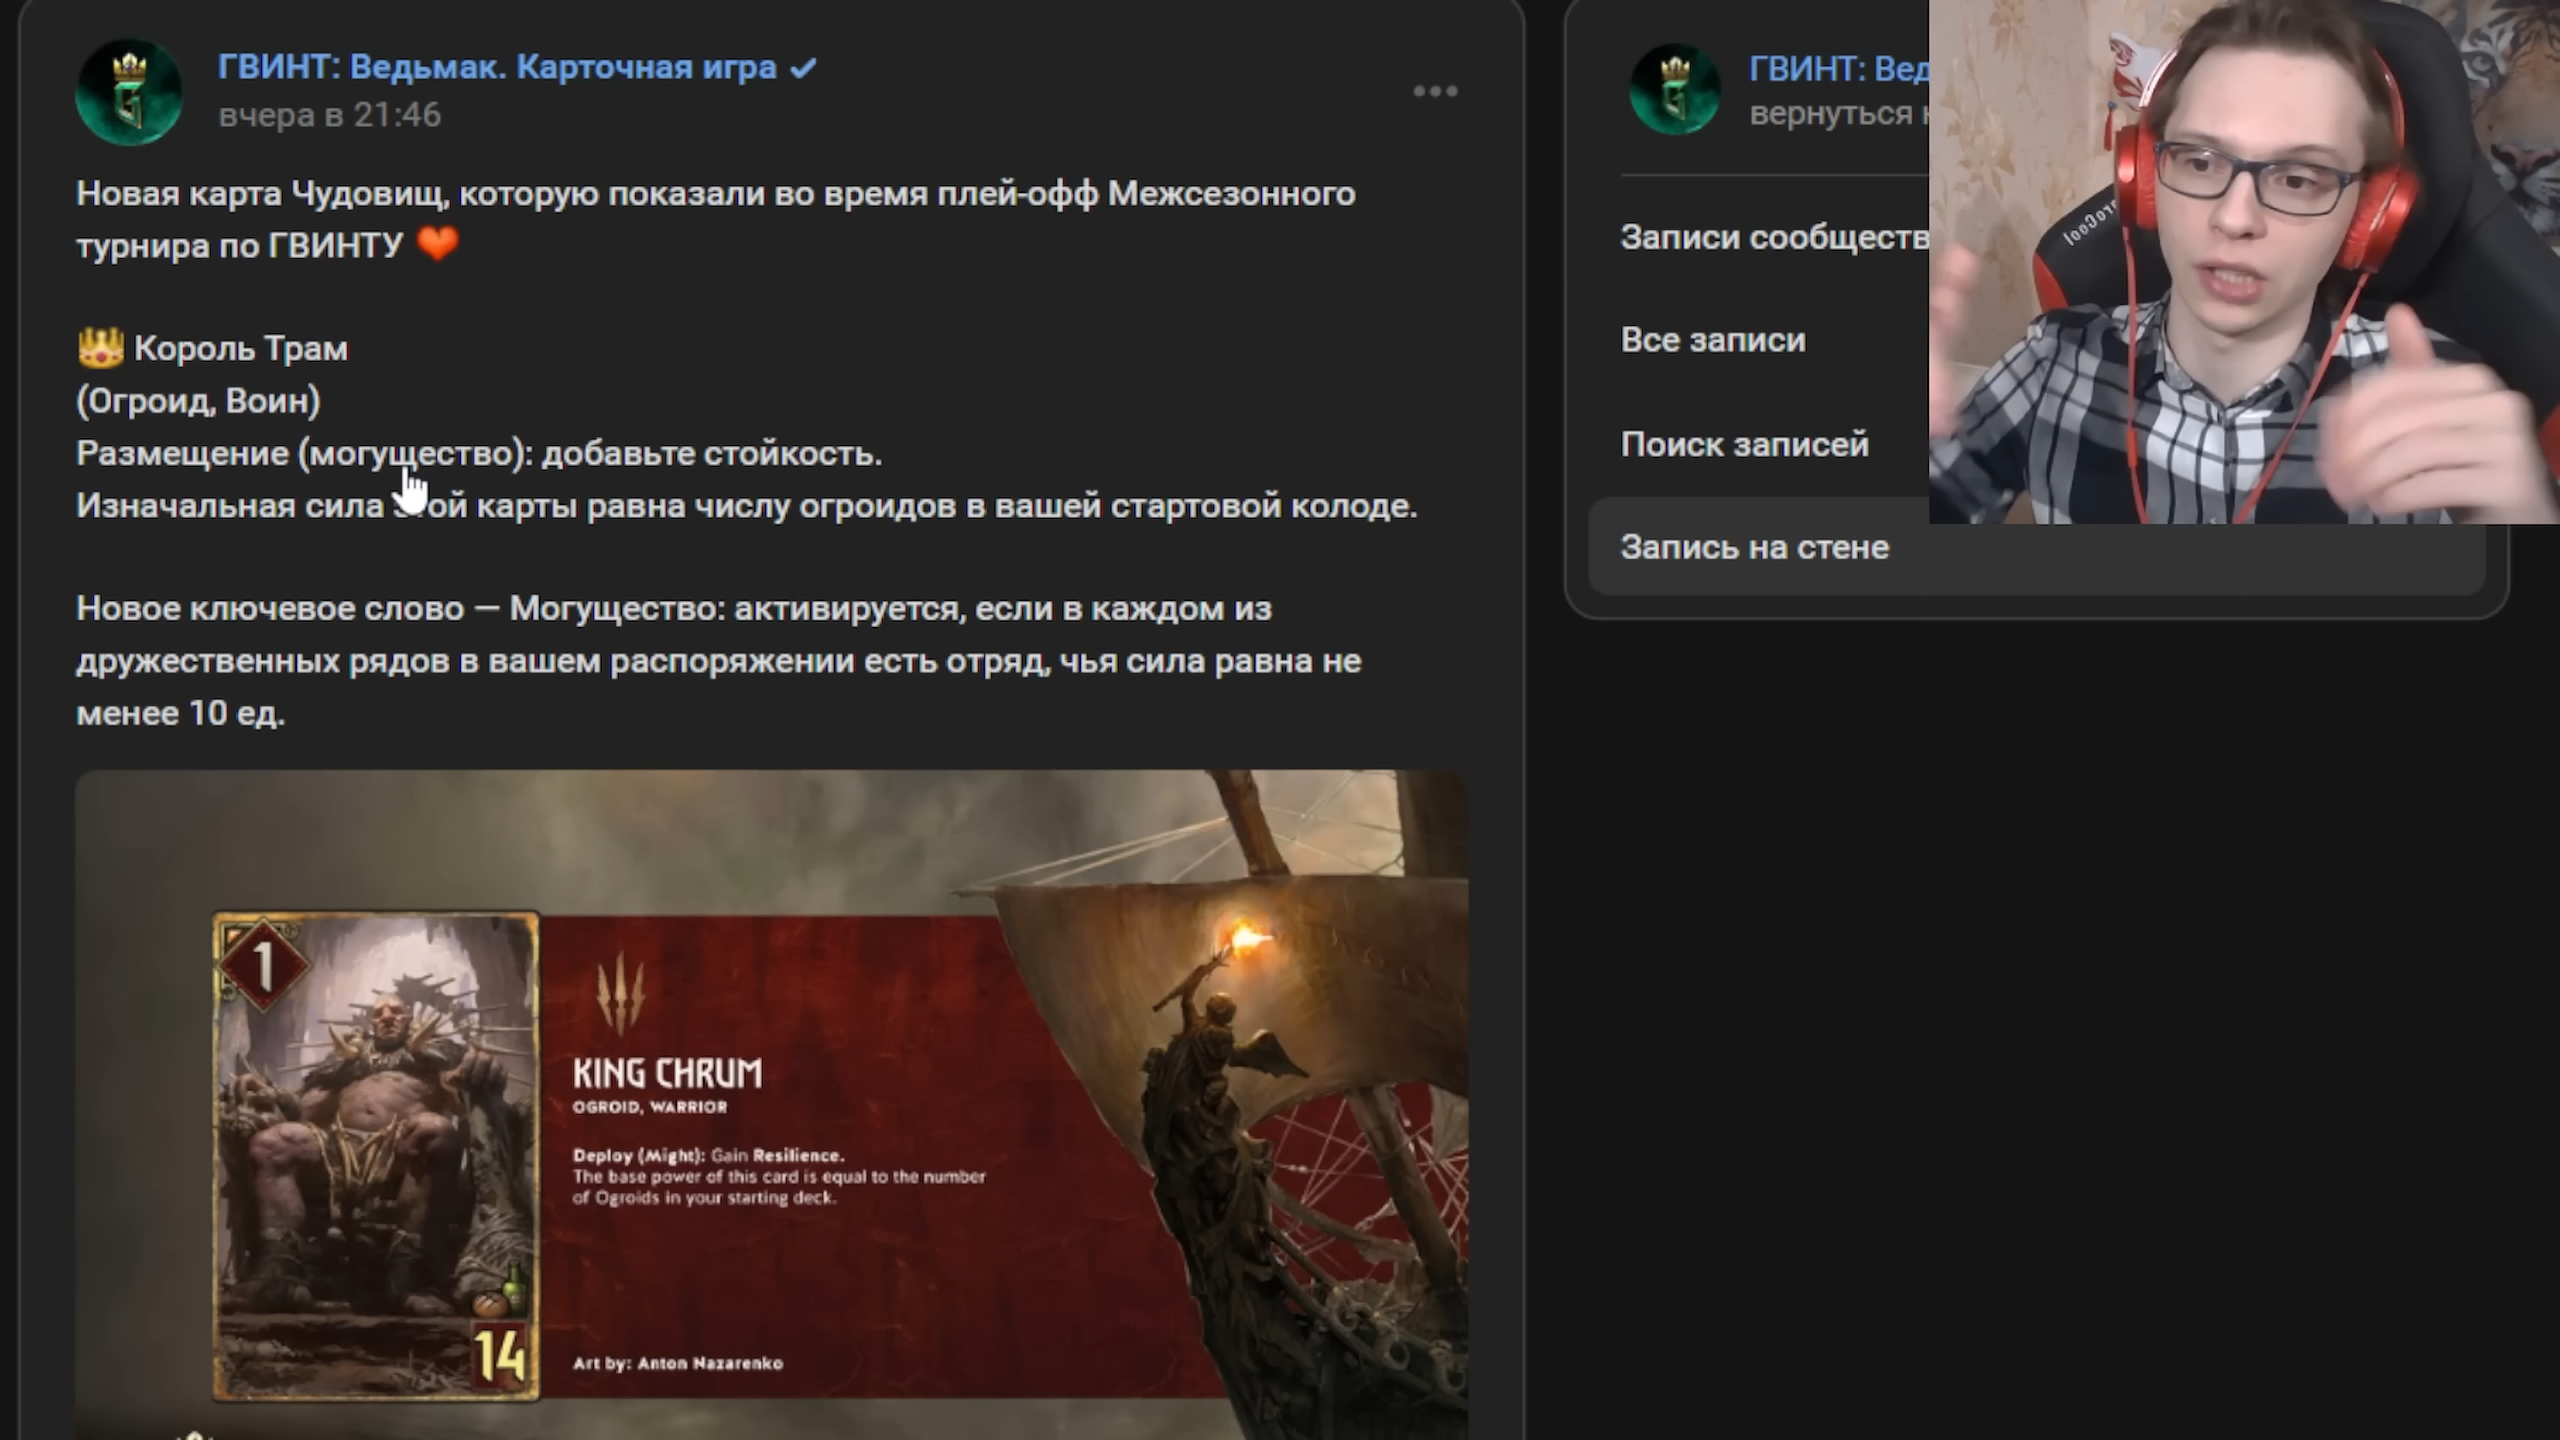 ГВИНТ: Ведьмак. Карточная игра
вчера в 21:46
Новая карта Чудовищ, которую показали во время плей-офф Межсезонного
турнира по ГВИНТУ
Король Трам
(Огроид, Воин)
Размещение (могущество): добавьте стойкость.
Изначальная сила этой карты равна числу огроидов в вашей стартовой колоде.
Новое ключевое слово — Могущество: активируется, если в каждом из
дружественных рядов в вашем распоряжении есть отряд, чья сила равна не
менее 10 ед.
1
KING CHRUM
OGROID, WARRIOR
Deploy (Might): Gain Resilience.
The base power of this card is equal to the number
of Ogroids in your starting deck.
14
Art by: Anton Nazarenko
ГВИНТ: Вед
вернуться
Записи сообществ
Все записи
Поиск записей
Запись на стене